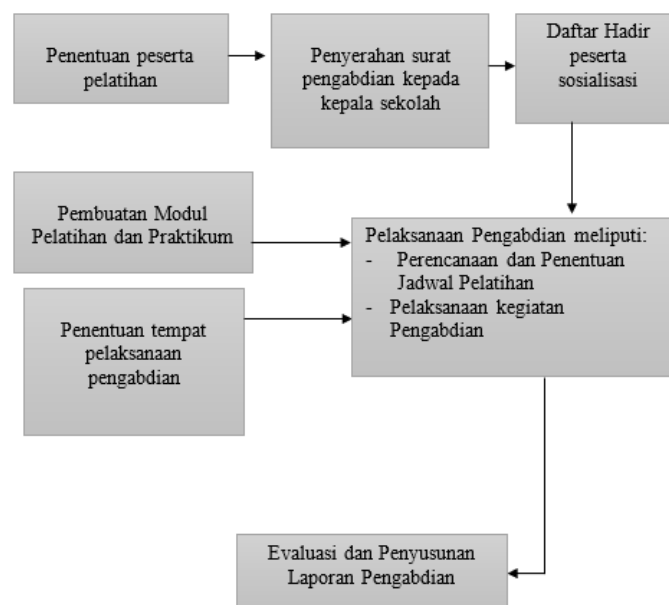 Penentuan peserta
pelatihan
Penyerahan surat
pengabdian kepada
kepala sekolah
Daftar Hadir
peserta
sosialisasi
Pembuatan Modul
Pelatihan dan Praktikum
Penentuan tempat
pelaksanaan
pengabdian
Pelaksanaan Pengabdian meliputi:
- Perencanaan dan Penentuan
Jadwal Pelatihan
- Pelaksanaan kegiatan
Pengabdian
Evaluasi dan Penyusunan
Laporan Pengabdian